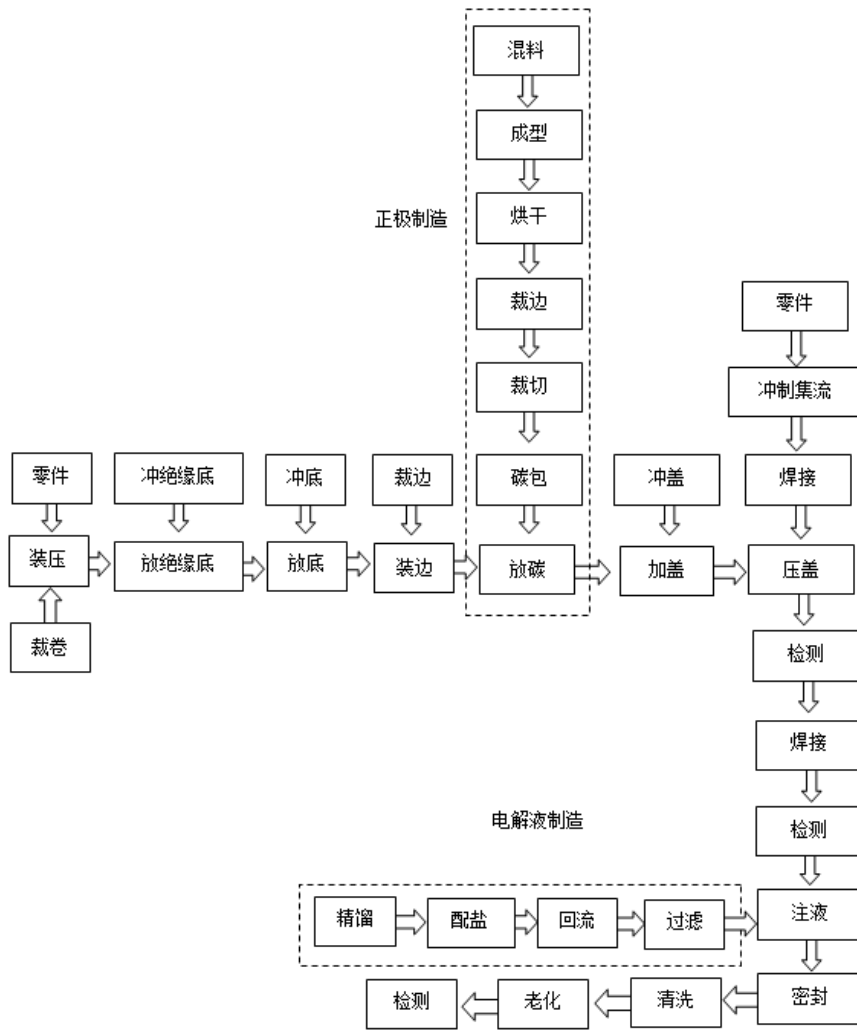 混料
成型
正极制造
烘干
裁边
零件
裁切
冲制集流
零件
冲绝缘底
冲底
裁边
碳包
冲盖
焊接
装压
放绝缘底
放底
装边
放碳
加盖
压盖
裁卷
检测
焊接
电解液制造
检测
精馏
配盐
回流
过滤
注液
检测
老化
清洗
密封